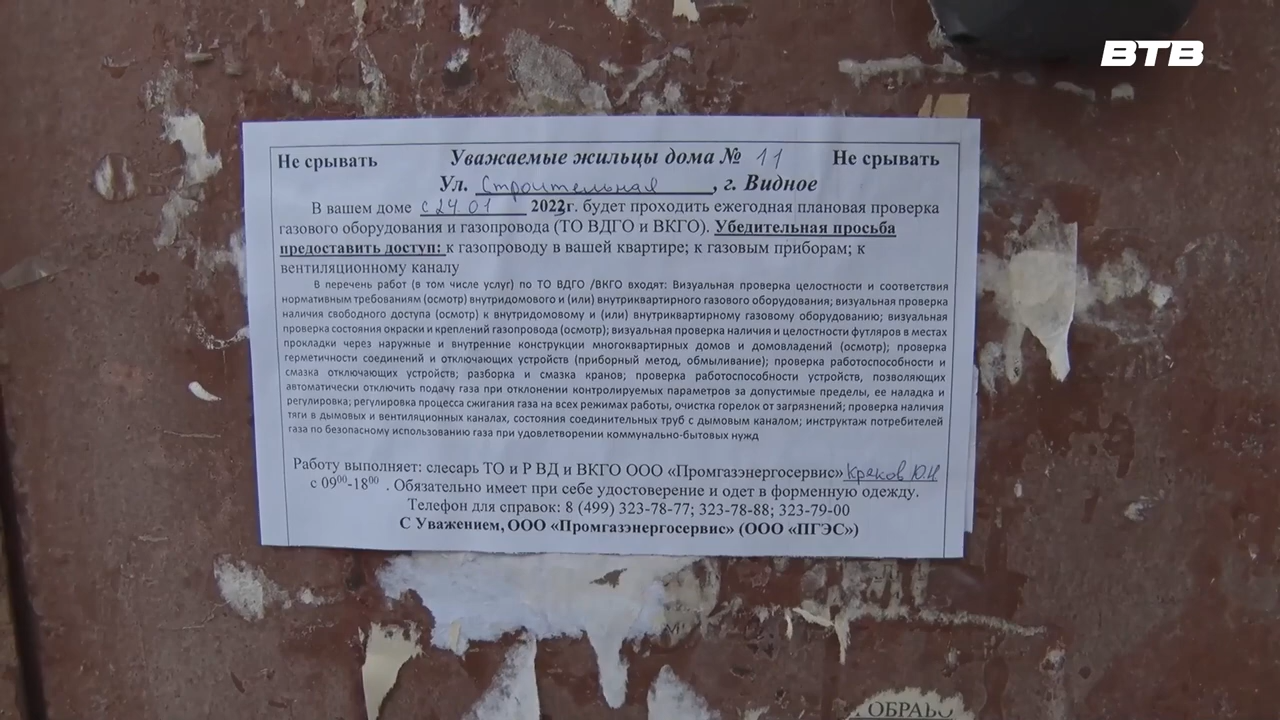 ВТВ
Не срывать Уважаемые жильцы дома № 11 Не срывать
Ул. Строительная, г. Видное
В вашем доме с 24.01 2023г. будет проходить ежегодная плановая проверка
газового оборудования и газопровода (ТО ВДГО и ВКГО). Убедительная просьба
предоставить доступ: к газопроводу в вашей квартире; к газовым приборам; к
вентиляционному каналу
В перечень работ (в том числе услуг) по ТО ВДГО /ВКГО входят: Визуальная проверка целостности и соответствия
нормативным требованиям (осмотр) внутридомового и (или) внутриквартирного газового оборудования; визуальная проверка
наличия свободного доступа (осмотр) к внутридомовому и (или) внутриквартирному газовому оборудованию; визуальная
проверка состояния окраски и креплений газопровода (осмотр); визуальная проверка наличия и целостности футляров в местах
прокладки через наружные и внутренние конструкции многоквартирных домов и домовладений (осмотр); проверка
герметичности соединений и отключающих устройств (приборный метод, обмыливание); проверка работоспособности и
смазка отключающих устройств; разборка и смазка кранов; проверка работоспособности устройств, позволяющих
автоматически отключить подачу газа при отклонении контролируемых параметров за допустимые пределы, ее наладка и
регулировка; регулировка процесса сжигания газа на всех режимах работы, очистка горелок от загрязнений; проверка наличия
тяги в дымовых и вентиляционных каналах, состояния соединительных труб с дымовым каналом; инструктаж потребителей
газа по безопасному использованию газа при удовлетворении коммунально-бытовых нужд
Работу выполняет: слесарь ТО и Р ВД и ВКГО ООО «Промгазэнергосервис» Краков Ю.Н
с 09⁰⁰-18⁰⁰ . Обязательно имеет при себе удостоверение и одет в форменную одежду.
Телефон для справок: 8 (499) 323-78-77; 323-78-88; 323-79-00
С Уважением, ООО «Промгазэнергосервис» (ООО «ПГЭС»)
ОБРАБО